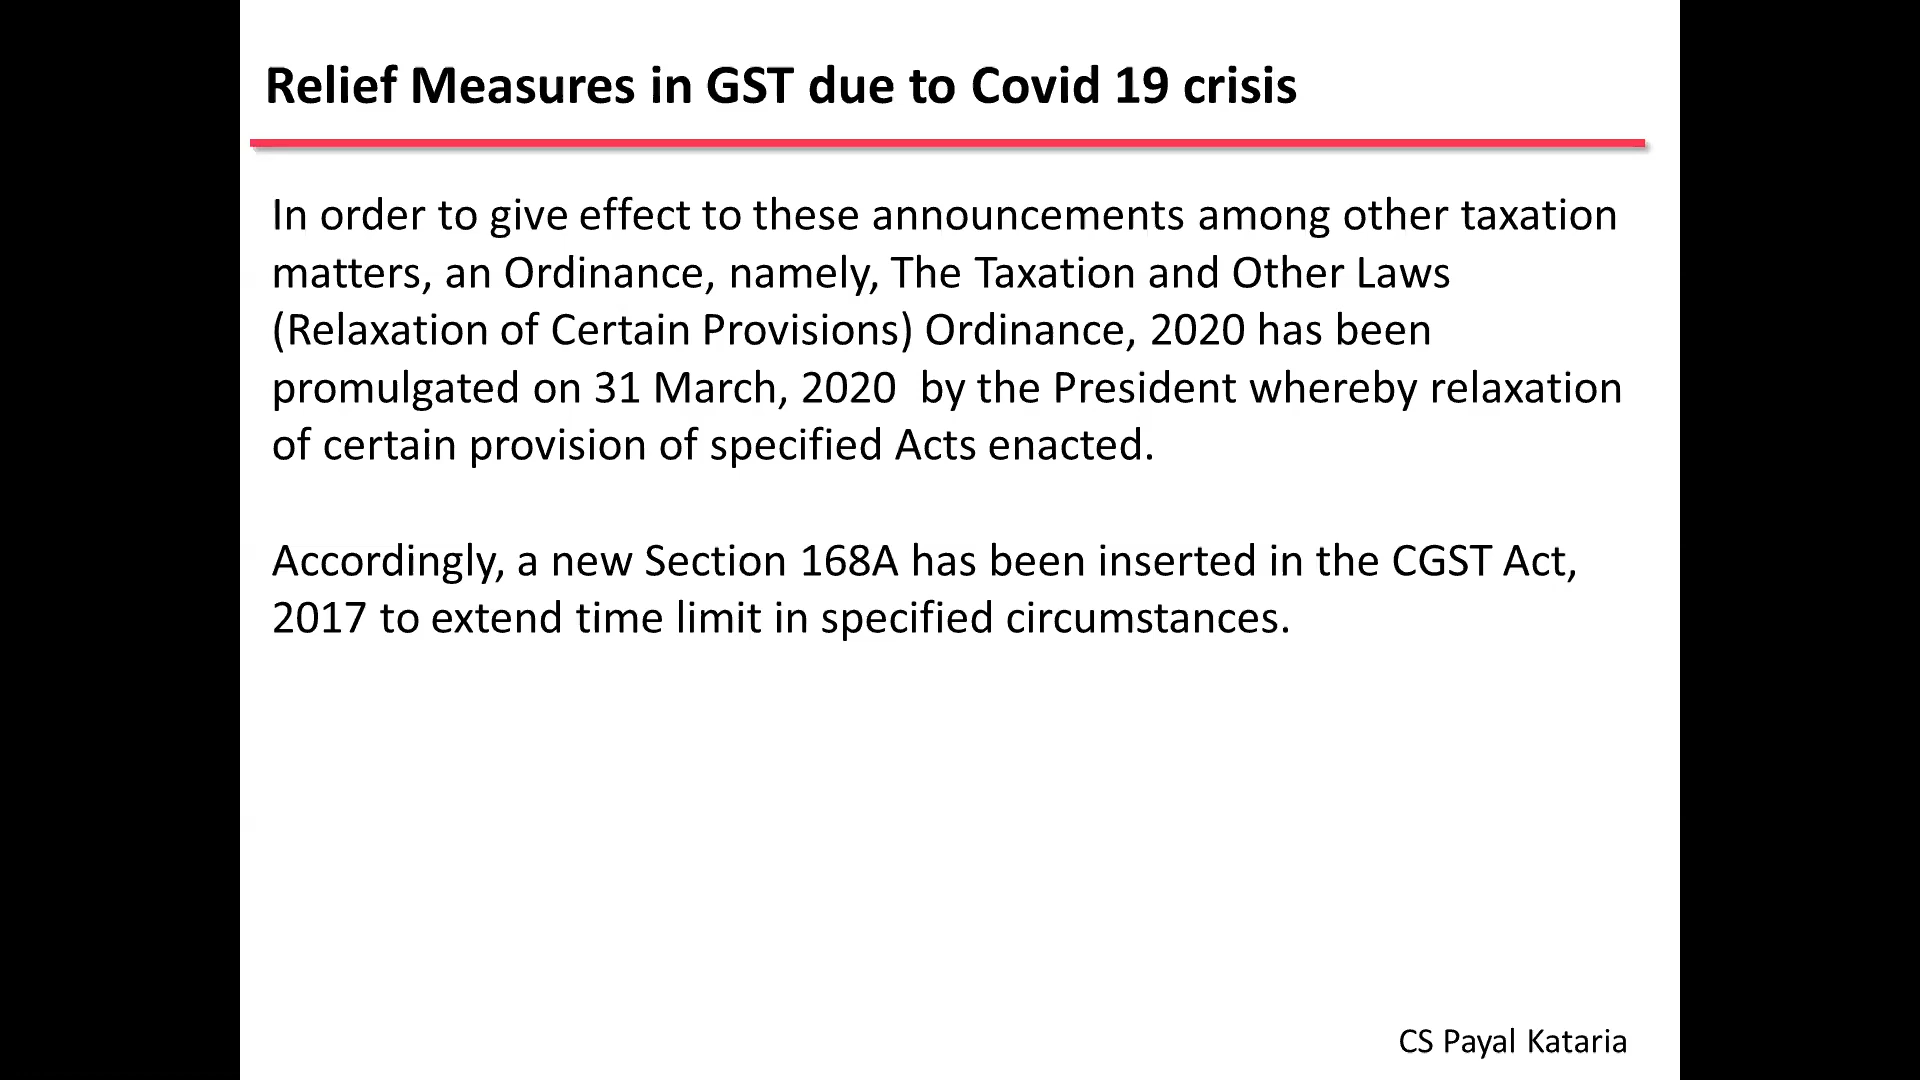 Relief Measures in GST due to Covid 19 crisis
In order to give effect to these announcements among other taxation
matters, an Ordinance, namely, The Taxation and Other Laws
(Relaxation of Certain Provisions) Ordinance, 2020 has been
promulgated on 31 March, 2020  by the President whereby relaxation
of certain provision of specified Acts enacted.
Accordingly, a new Section 168A has been inserted in the CGST Act,
2017 to extend time limit in specified circumstances.
CS Payal Kataria